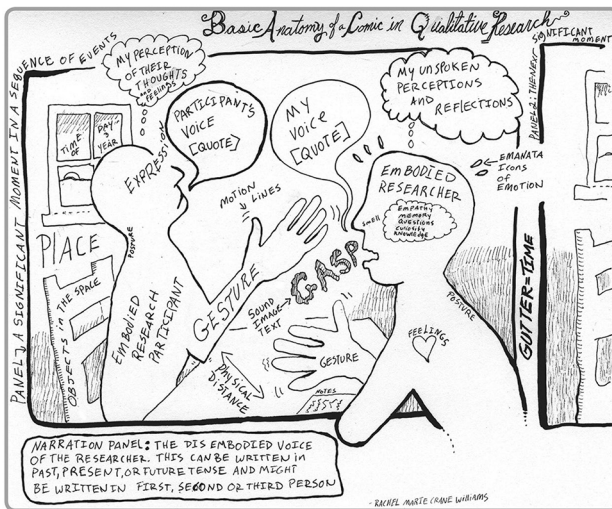 Basic Anatomy of a Comic in Qualitative Research
PANEL 1, A SIGNIFICANT MOMENT IN A SEQUENCE OF EVENTS
MY PERCEPTION
OF THEIR
THOUGHTS
AND
FEELINGS
PARTICIPANT'S
VOICE
[QUOTE]
MY
VOICE
[QUOTE]
MY UNSPOKEN
PERCEPTIONS
AND
REFLECTIONS
PANEL 2: THE NEXT
SIGNIFICANT MOMENT
TIME OF
DAY &
YEAR
EXPRESSION
MOTION
LINES
EMBODIED
RESEARCHER
EMPATHY
MEMORY
QUESTIONS
CURIOSITY
KNOWLEDGE
SMELL
EMANATA
ICONS
OF
EMOTION
PLACE
POSTURE
OBJECTS in THE SPACE
EMBODIED
RESEARCH
PARTICIPANT
GESTURE
SOUND
IMAGE
TEXT
GASP
POSTURE
GUTTER=TIME
GESTURE
FEELINGS
PHYSICAL
DISTANCE
NOTES
NARRATION PANEL: THE DISEMBODIED VOICE
OF THE RESEARCHER. THIS CAN BE WRITTEN in
PAST, PRESENT, OR FUTURE TENSE AND MIGHT
BE WRITTEN IN FIRST, SECOND OR THIRD PERSON
-RACHEL MARIE CRANE WILLIAMS